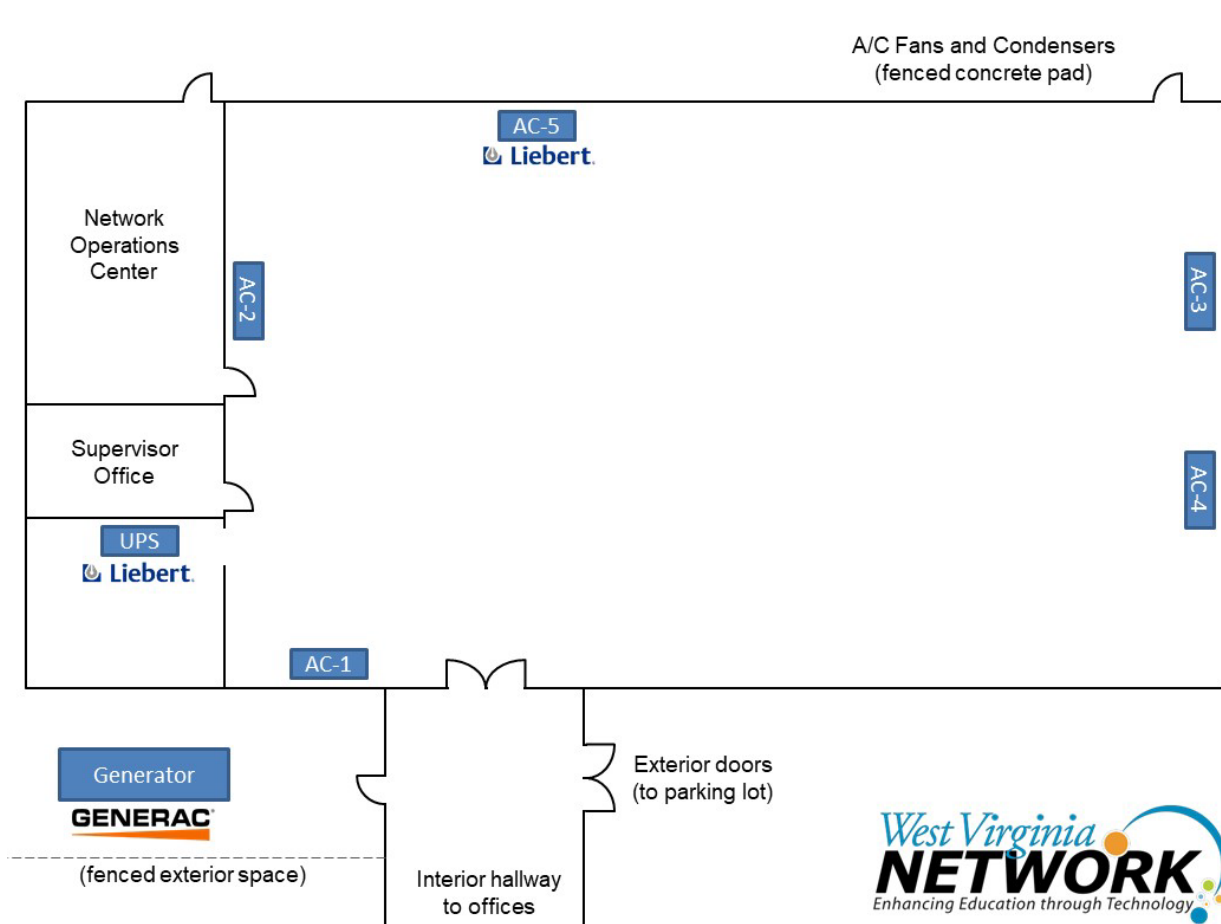 A/C Fans and Condensers
(fenced concrete pad)
AC-5
Liebert.
Network
Operations
Center
AC-2
AC-3
Supervisor
Office
AC-4
UPS
Liebert.
AC-1
Generator
GENERAC
(fenced exterior space)
Exterior doors
(to parking lot)
Interior hallway
to offices
West Virginia
NETWORK
Enhancing Education through Technology